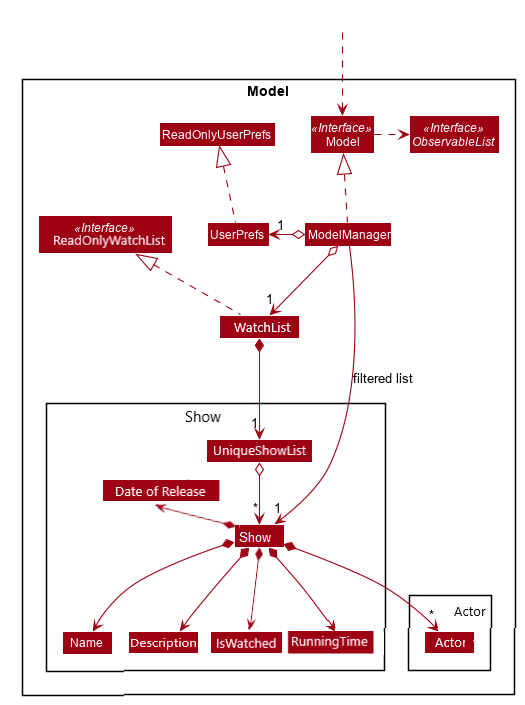 Model
ReadOnlyUserPrefs
«Interface»
Model
«Interface»
ObservableList
«Interface»
ReadOnlyWatchList
UserPrefs
1
ModelManager
1
WatchList
filtered list
Show
1
UniqueShowList
Date of Release
*
1
Show
Actor
*
Name
Description
IsWatched
RunningTime
Actor